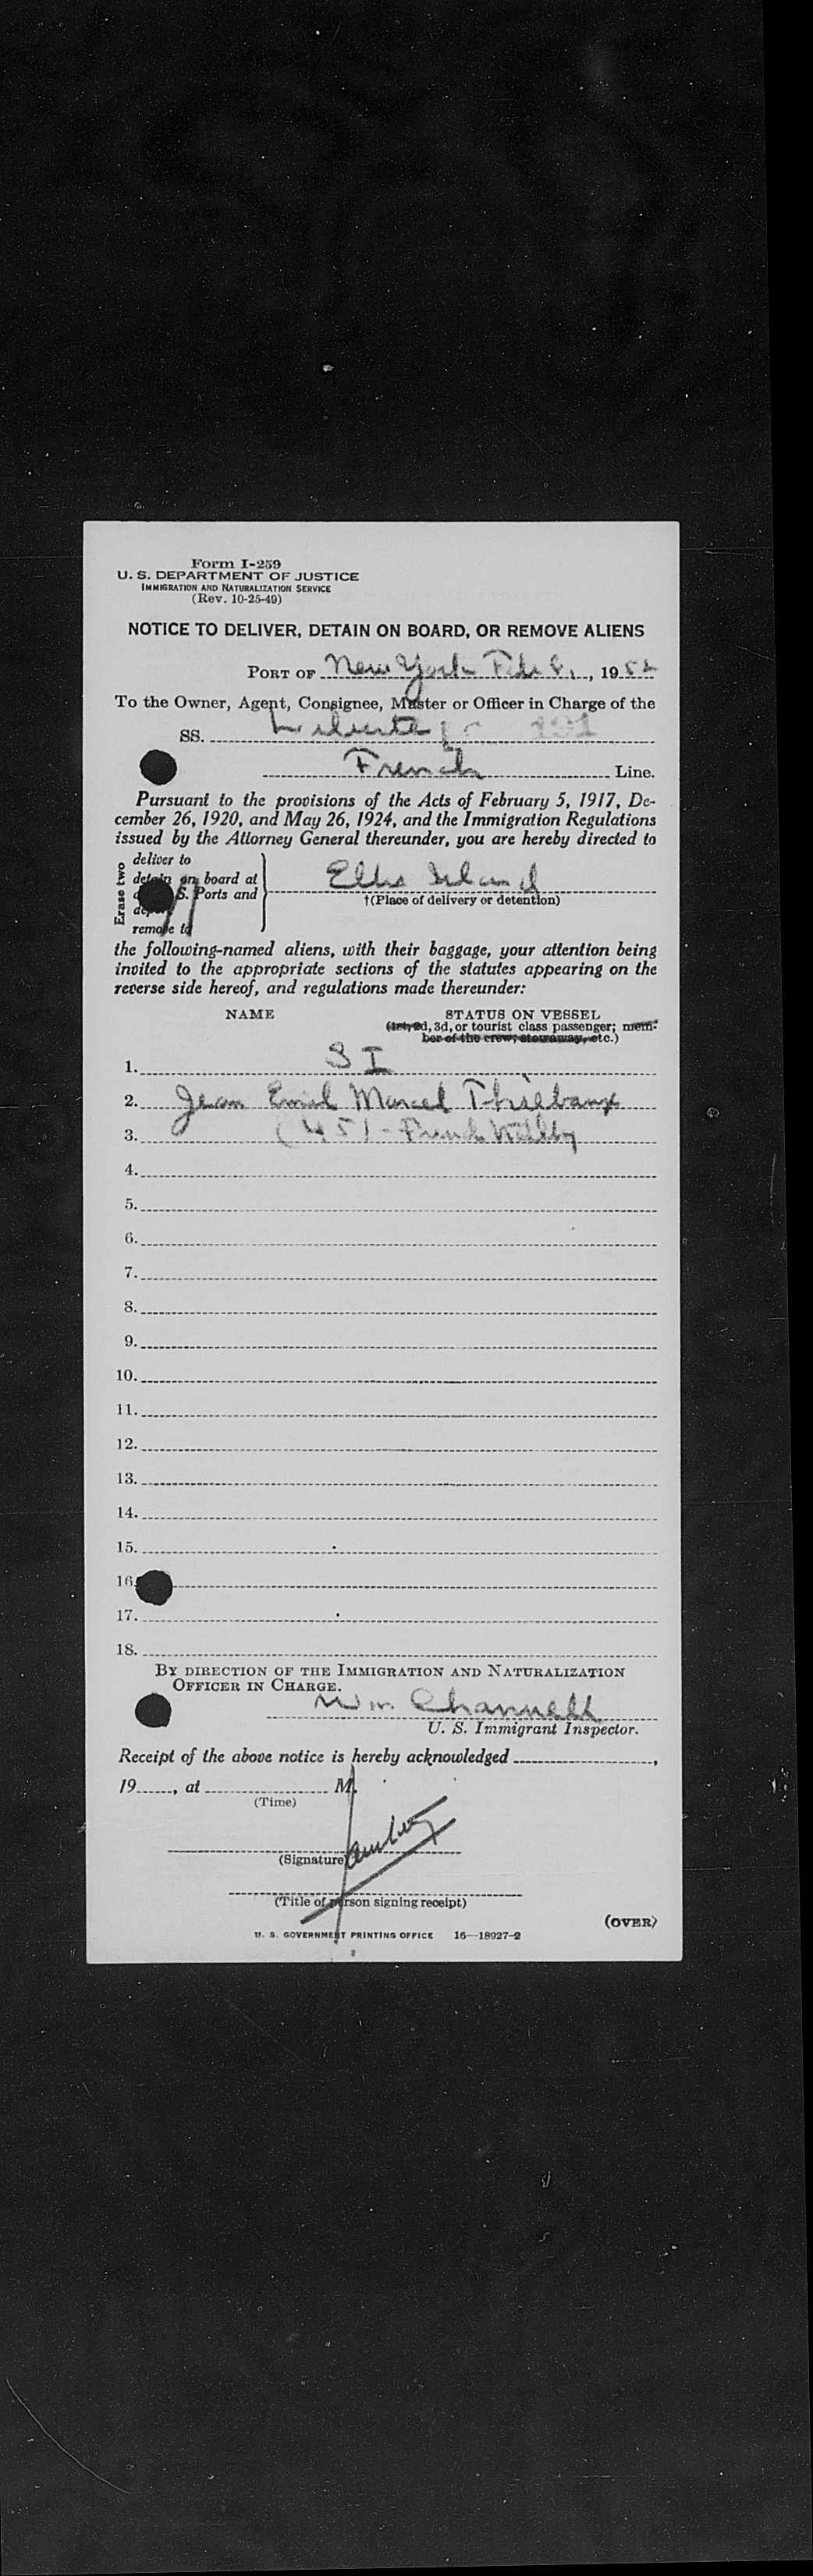 Form I-259
U. S. DEPARTMENT OF JUSTICE
IMMIGRATION AND NATURALIZATION SERVICE
(Rev. 10-25-49)
NOTICE TO DELIVER, DETAIN ON BOARD, OR REMOVE ALIENS
PORT OF New York Feb 6, 1952
To the Owner, Agent, Consignee, Master or Officer in Charge of the
SS. Liberte 191
French Line.
Pursuant to the provisions of the Acts of February 5, 1917, De-
cember 26, 1920, and May 26, 1924, and the Immigration Regulations
issued by the Attorney General thereunder, you are hereby directed to
Erase two
deliver to
detain on board at
S. Ports and
remove to
Ellis Island
†(Place of delivery or detention)
the following-named aliens, with their baggage, your attention being
invited to the appropriate sections of the statutes appearing on the
reverse side hereof, and regulations made thereunder:
NAME STATUS ON VESSEL
(1st, 2d, 3d, or tourist class passenger; mem-
ber of the crew; stowaway, etc.)
1. S I
2. Jean Emil Marcel Thiebaux
3. (45) - French
4.
5.
6.
7.
8.
9.
10.
11.
12.
13.
14.
15.
16.
17.
18.
BY DIRECTION OF THE IMMIGRATION AND NATURALIZATION
OFFICER IN CHARGE.
Wm. Channell
U. S. Immigrant Inspector.
Receipt of the above notice is hereby acknowledged
19, at M.
(Time)
(Signature)
(Title of person signing receipt)
(OVER)
U. S. GOVERNMENT PRINTING OFFICE 16-18927-2